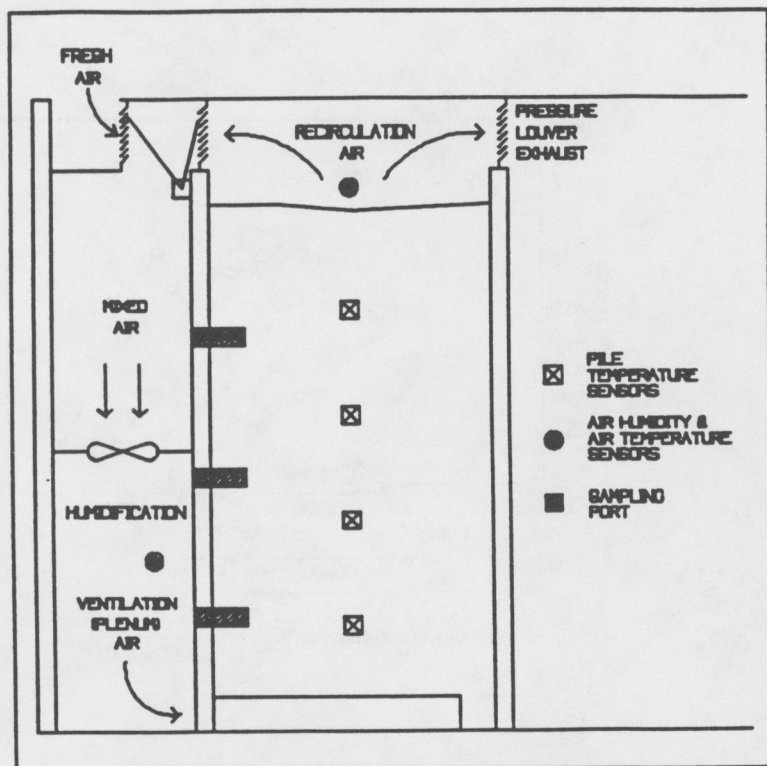 FRESH
AIR
RECIRCULATION
AIR
PRESSURE
LOUVER
EXHAUST
MIXED
AIR
HUMIDIFICATION
VENTILATION
(PLENUM)
AIR
PILE
TEMPERATURE
SENSORS
AIR HUMIDITY &
AIR TEMPERATURE
SENSORS
SAMPLING
PORT